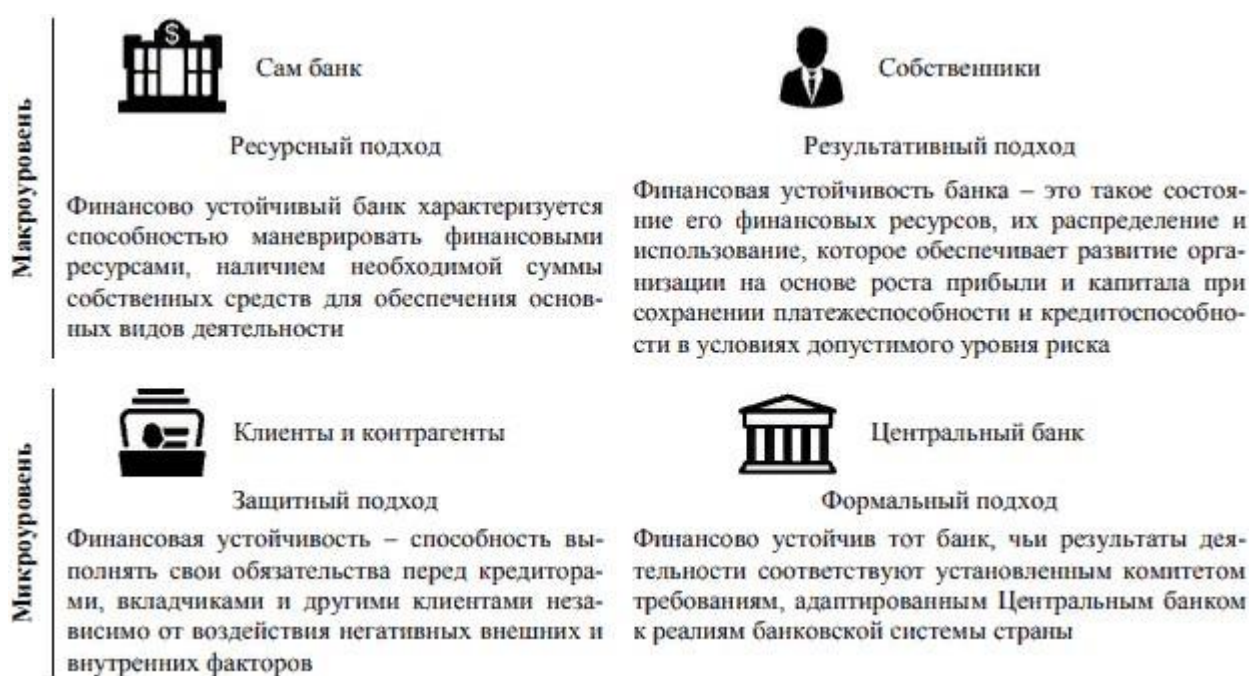 Макроуровень
$
Сам банк
Ресурсный подход
Финансово устойчивый банк характеризуется
способностью маневрировать финансовыми
ресурсами, наличием необходимой суммы
собственных средств для обеспечения основ-
ных видов деятельности
Собственники
Результативный подход
Финансовая устойчивость банка – это такое состоя-
ние его финансовых ресурсов, их распределение и
использование, которое обеспечивает развитие орга-
низации на основе роста прибыли и капитала при
сохранении платежеспособности и кредитоспособно-
сти в условиях допустимого уровня риска
Микроуровень
Клиенты и контрагенты
Защитный подход
Финансовая устойчивость – способность вы-
полнять свои обязательства перед кредитора-
ми, вкладчиками и другими клиентами неза-
висимо от воздействия негативных внешних и
внутренних факторов
Центральный банк
Формальный подход
Финансово устойчив тот банк, чьи результаты дея-
тельности соответствуют установленным комитетом
требованиям, адаптированным Центральным банком
к реалиям банковской системы страны